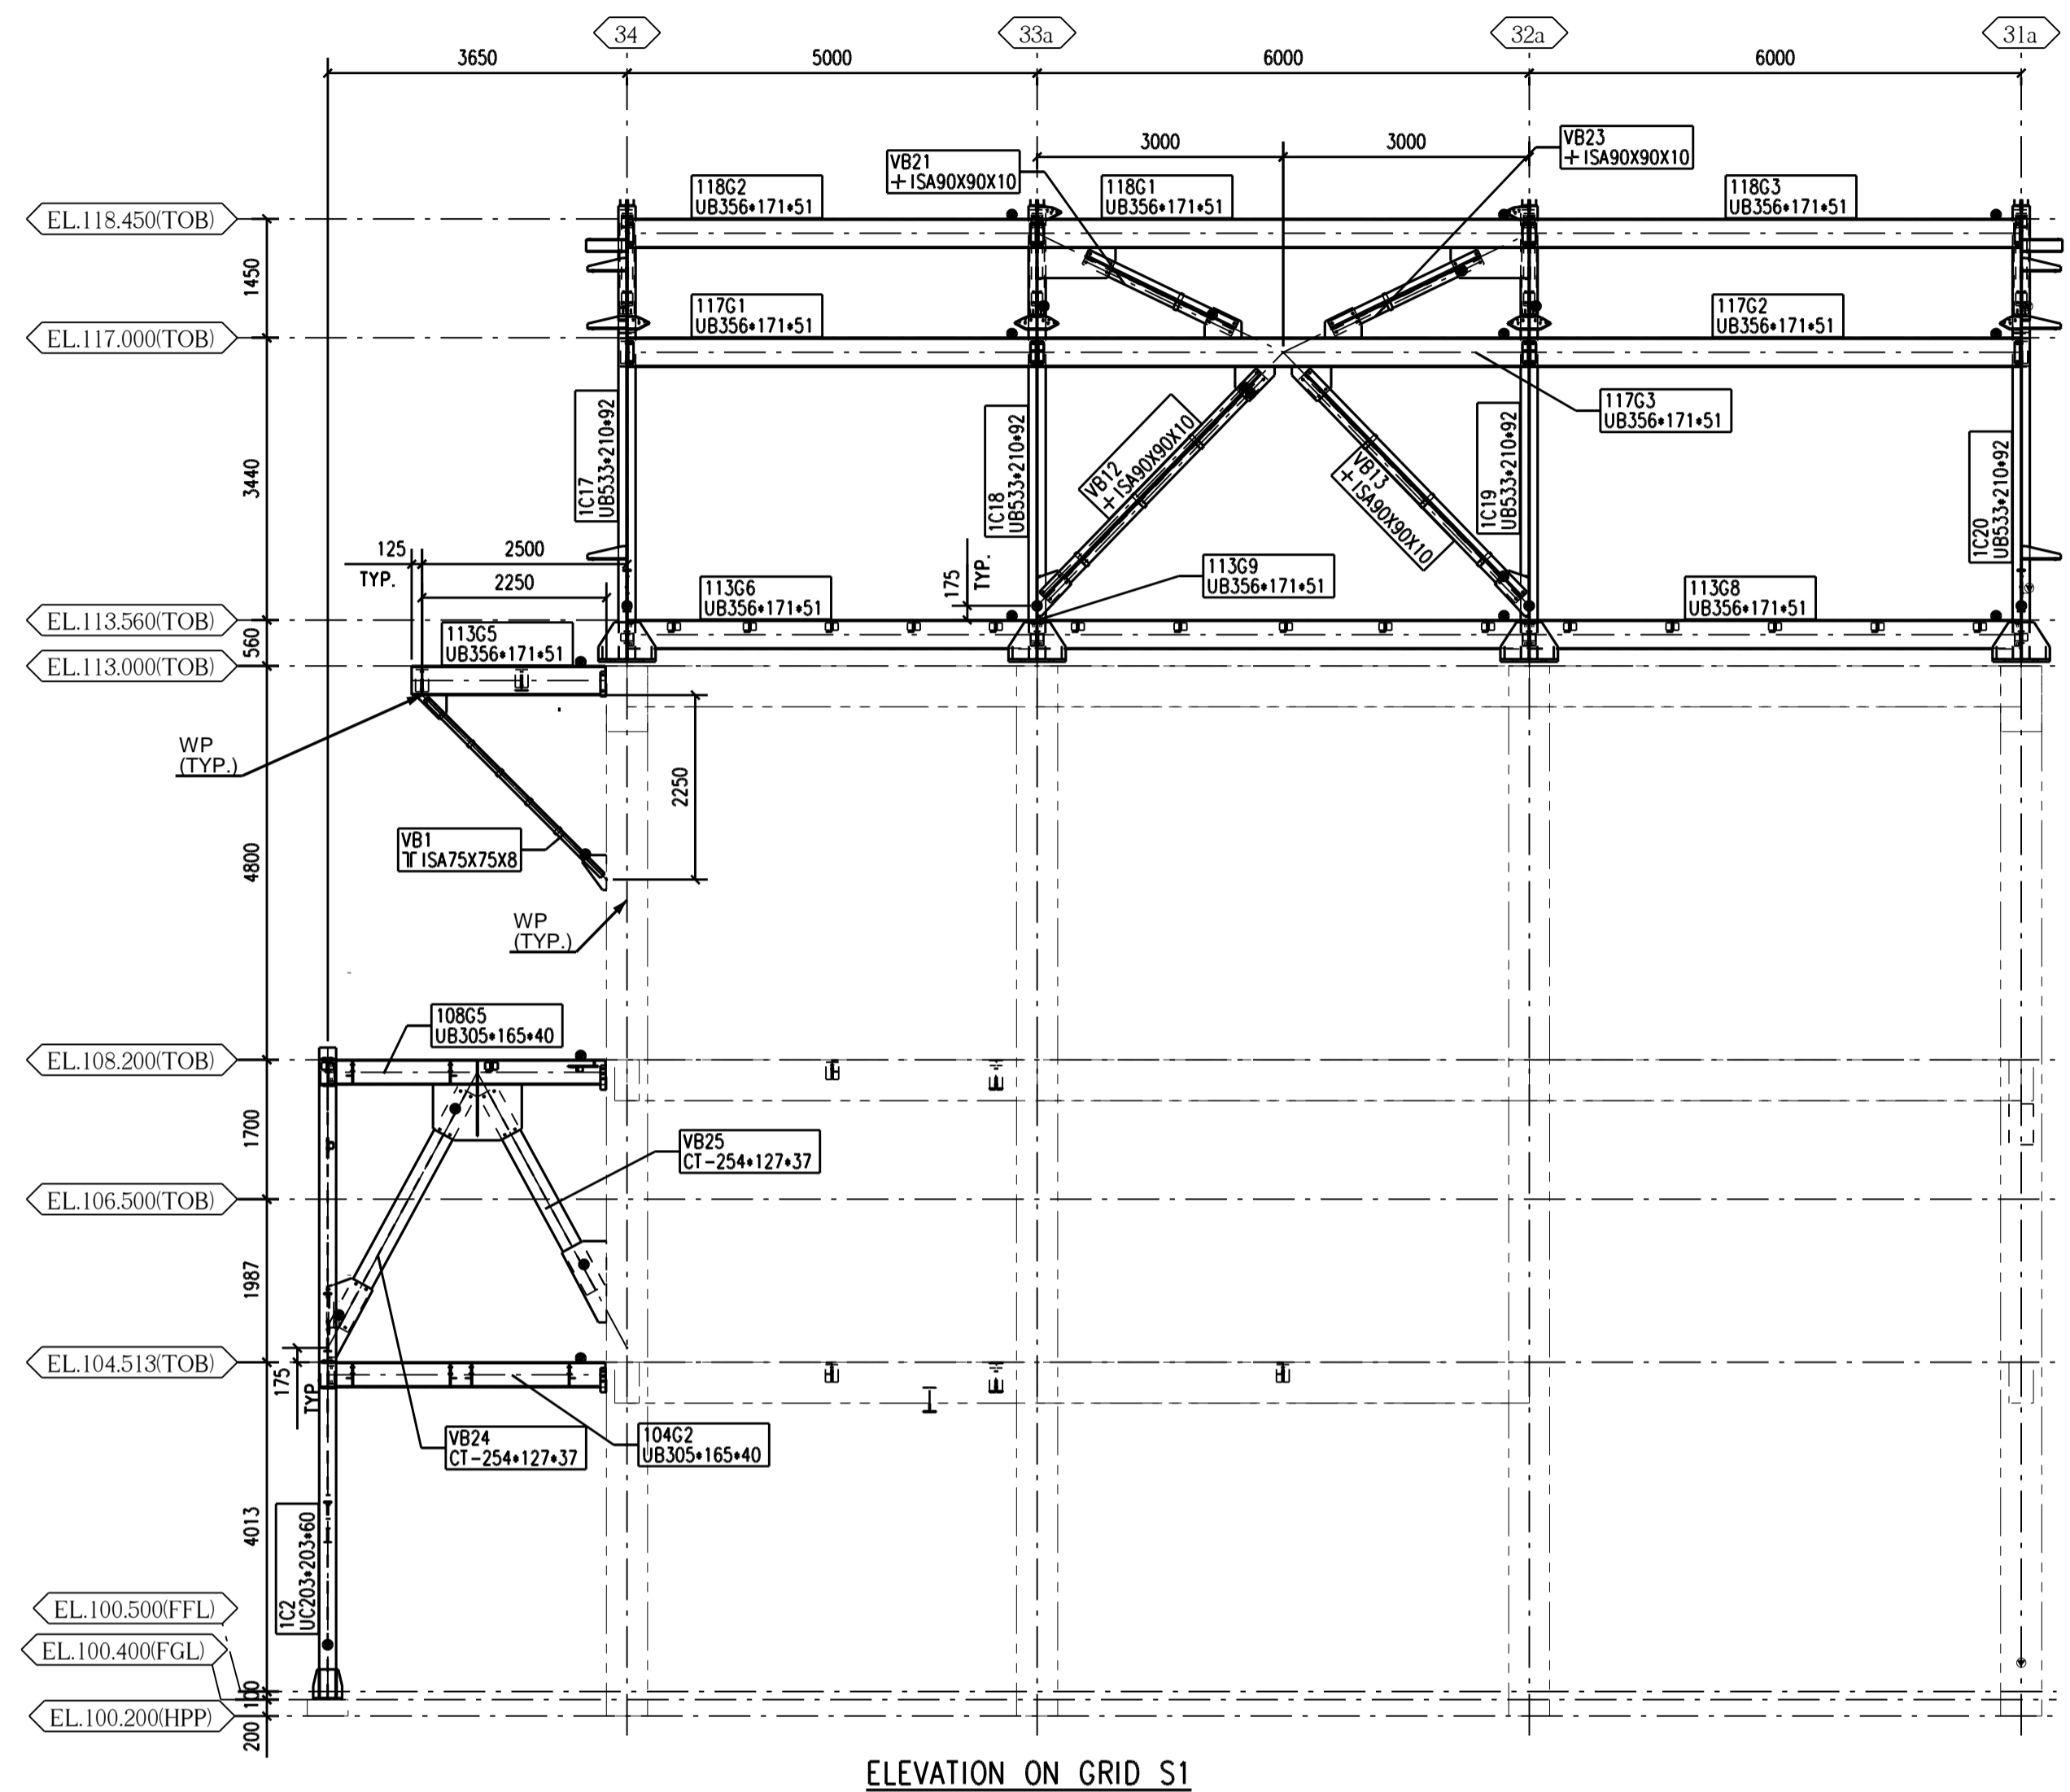 34
33a
32a
31a
3650
5000
6000
6000
3000
3000
VB21
+ISA90X90X10
VB23
+ISA90X90X10
118G2
UB356*171*51
118G1
UB356*171*51
118G3
UB356*171*51
EL.118.450(TOB)
1450
117G1
UB356*171*51
117G2
UB356*171*51
EL.117.000(TOB)
117G3
UB356*171*51
3440
1C17
UB533*210*92
1C18
UB533*210*92
VB12
+ISA90X90X10
VB13
+ISA90X90X10
1C19
UB533*210*92
1C20
UB533*210*92
125
TYP.
2500
2250
175
TYP.
113G9
UB356*171*51
113G6
UB356*171*51
113G8
UB356*171*51
EL.113.560(TOB)
560
113G5
UB356*171*51
EL.113.000(TOB)
WP
(TYP.)
2250
VB1
ISA75X75X8
4800
WP
(TYP.)
108G5
UB305*165*40
EL.108.200(TOB)
1700
VB25
CT-254*127*37
EL.106.500(TOB)
1987
EL.104.513(TOB)
175
TYP
VB24
CT-254*127*37
104G2
UB305*165*40
4013
1C2
UC203*203*60
EL.100.500(FFL)
EL.100.400(FGL)
100
EL.100.200(HPP)
200
ELEVATION ON GRID S1